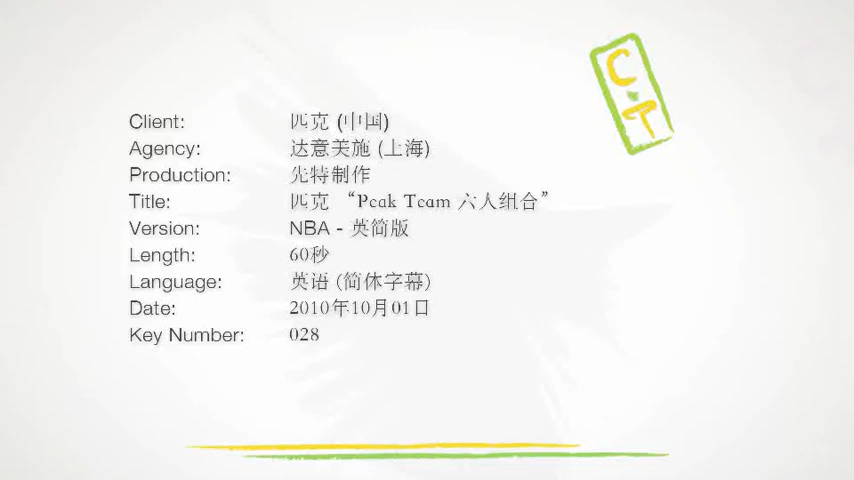 C
T
Client: 匹克 (中国)
Agency: 达意美施 (上海)
Production: 先特制作
Title: 匹克 “Peak Team 六人组合”
Version: NBA - 英简版
Length: 60秒
Language: 英语 (简体字幕)
Date: 2010年10月01日
Key Number: 028